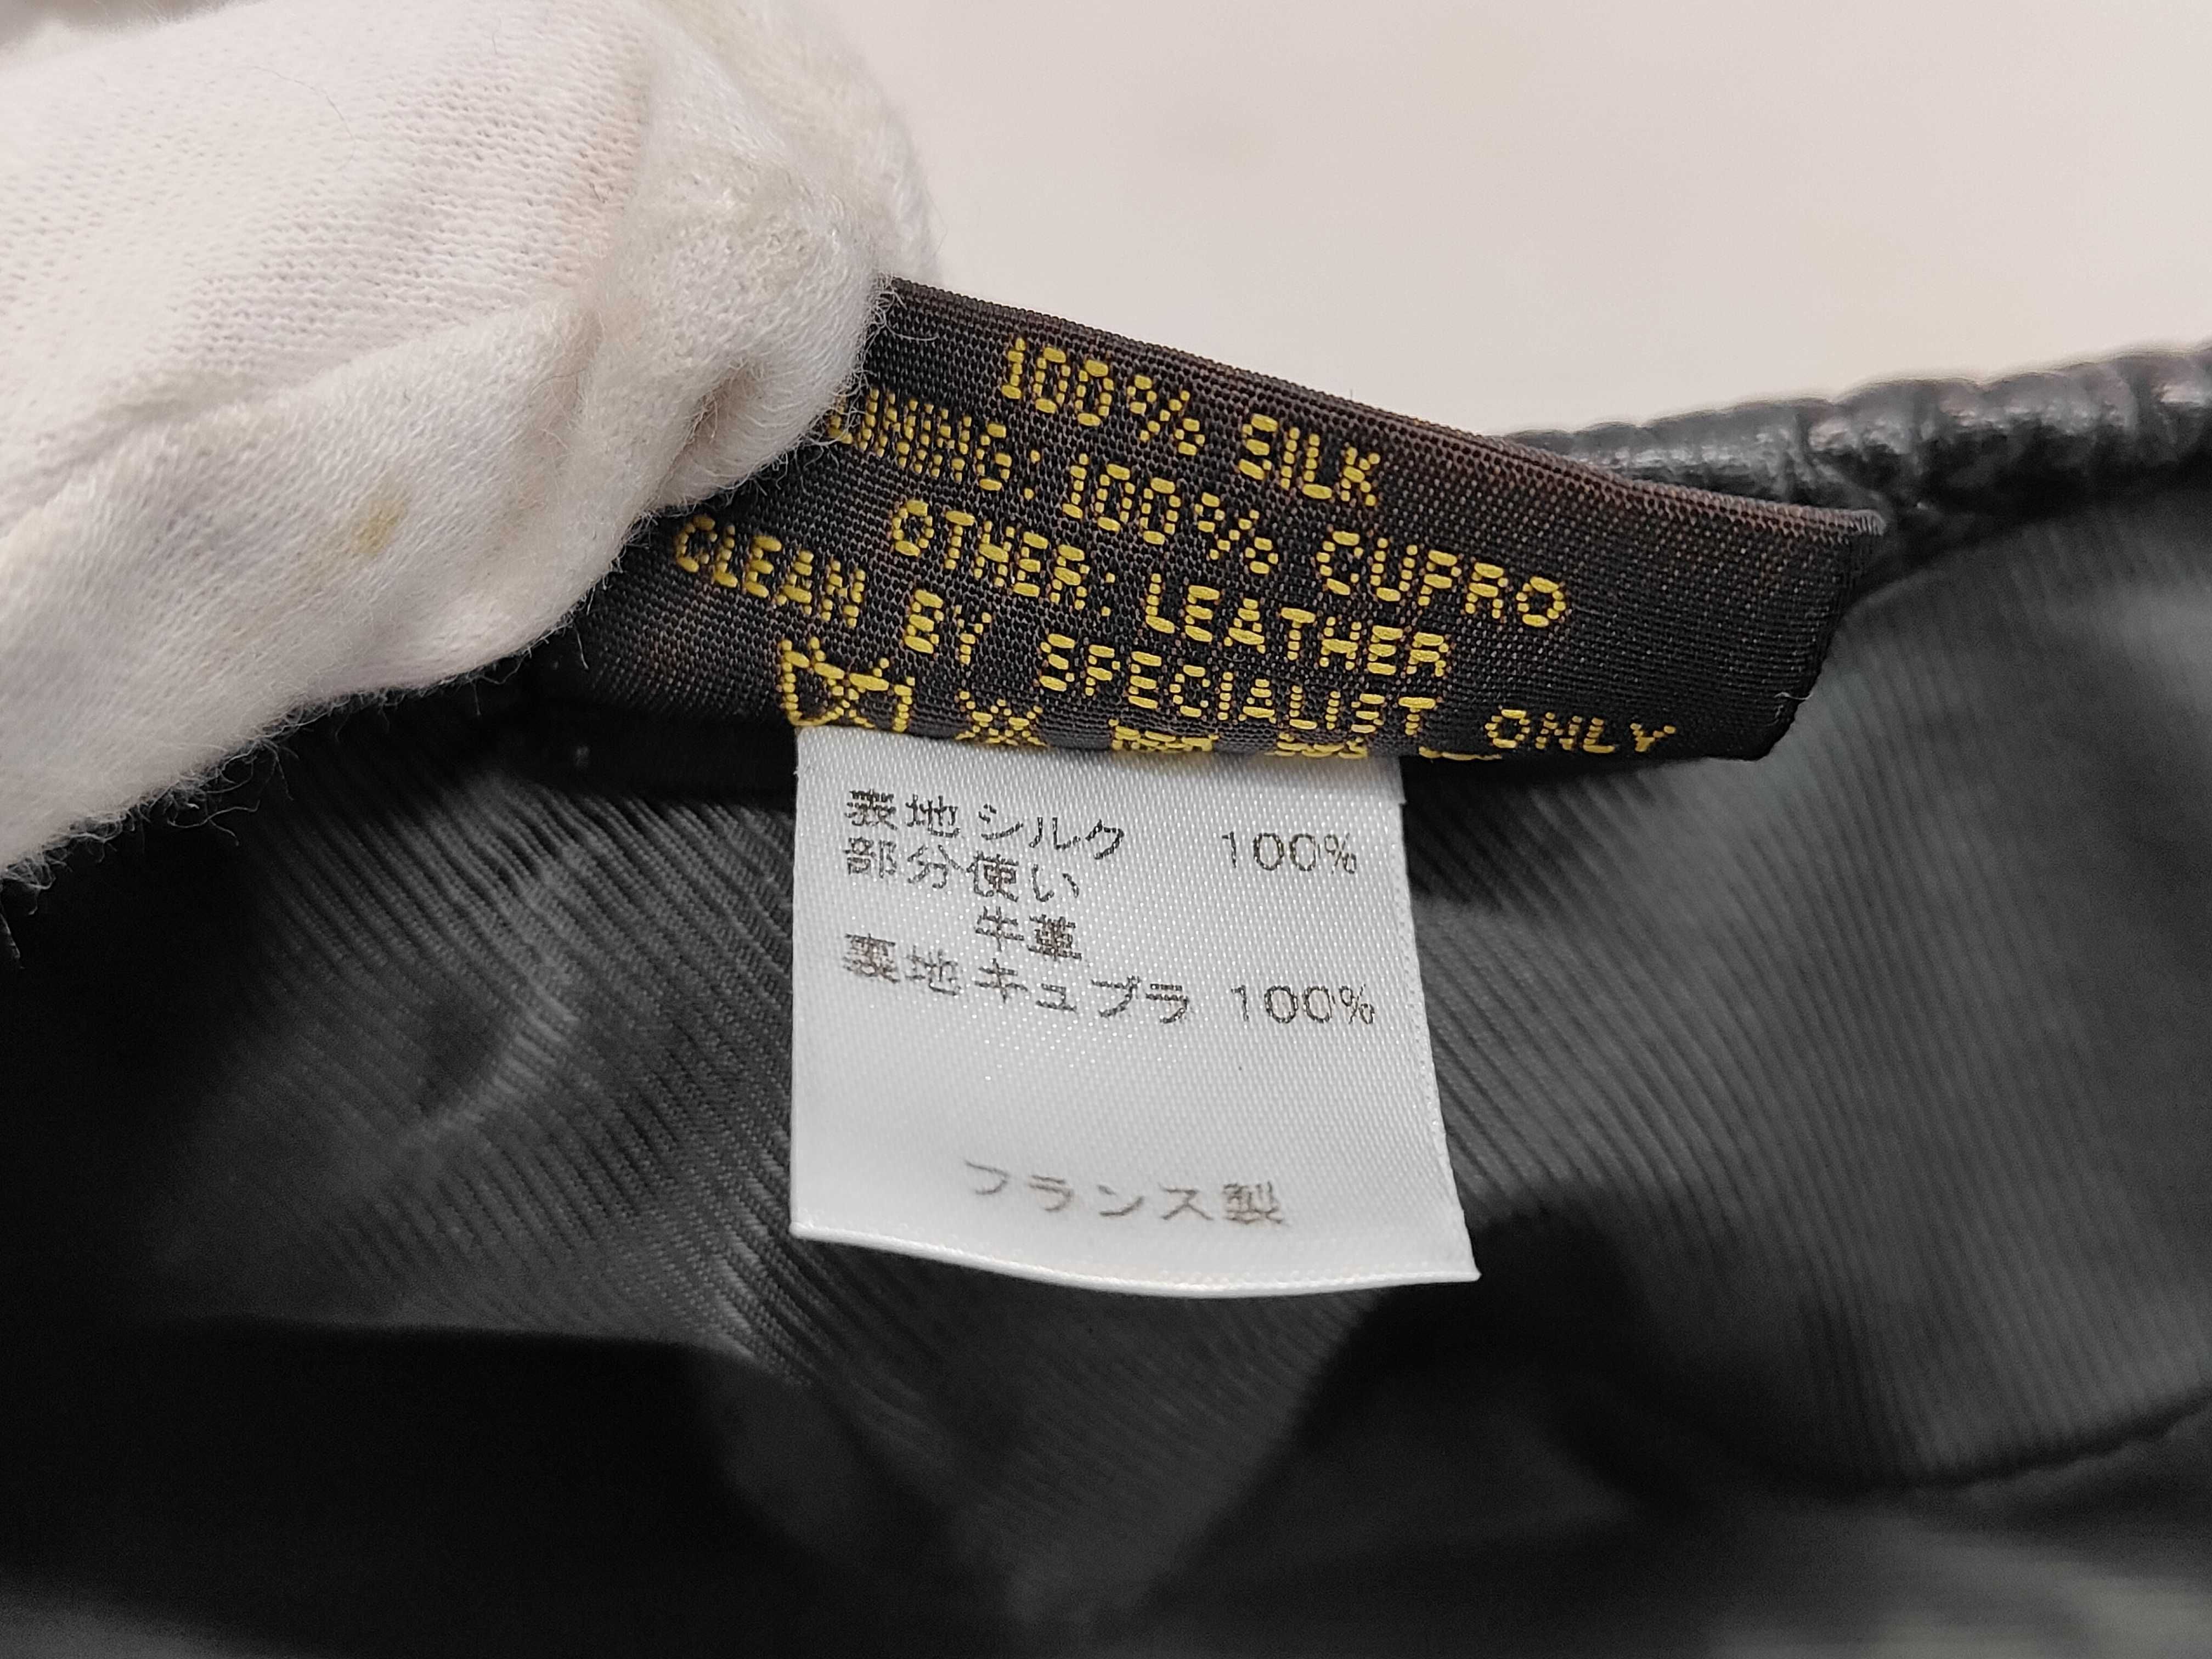 100% SILK
LINING: 100% CUPRO
OTHER: LEATHER
CLEAN BY SPECIALIST ONLY
表地シルク 100%
部分使い
牛革
裏地キュプラ 100%
フランス製